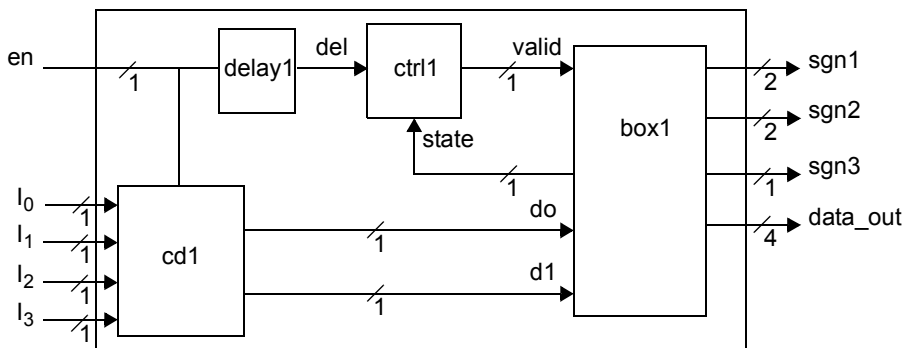 en
1
delay1
del
ctrl1
valid
1
state
1
box1
2
sgn1
2
sgn2
1
sgn3
4
data_out
I0
1
I1
1
I2
1
I3
1
cd1
1
do
1
d1